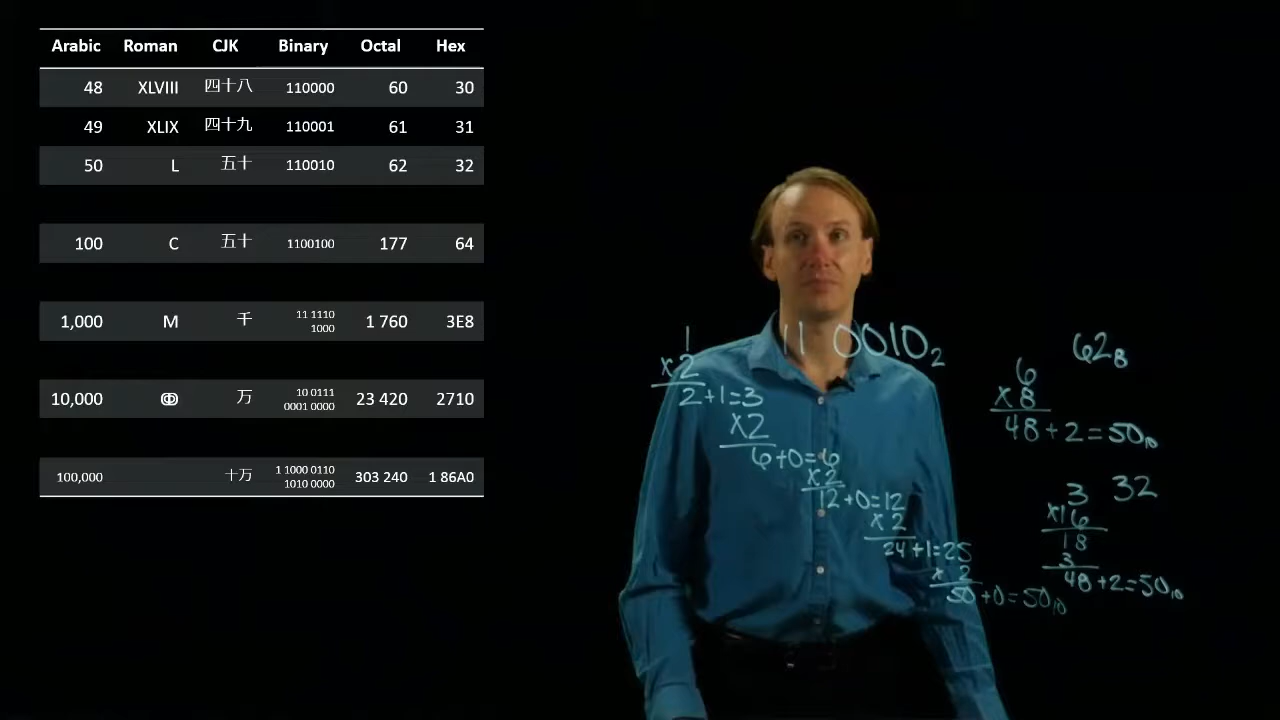 Arabic Roman CJK Binary Octal Hex
48 XLVIII 四十八 110000 60 30
49 XLIX 四十九 110001 61 31
50 L 五十 110010 62 32
100 C 五十 1100100 177 64
1,000 M 千 11 1110 1000 1 760 3E8
10,000 ↂ 万 10 0111 0001 0000 23 420 2710
100,000 十万 1 1000 0110 1010 0000 303 240 1 86A0
11 0010₂
1
x2
2+1=3
x2
6+0=6
x2
12+0=12
x2
24+1=25
x2
50+0=50₁₀
62₈
6
x8
48+2=50₁₀
32
3
x16
18
3
48+2=50₁₀